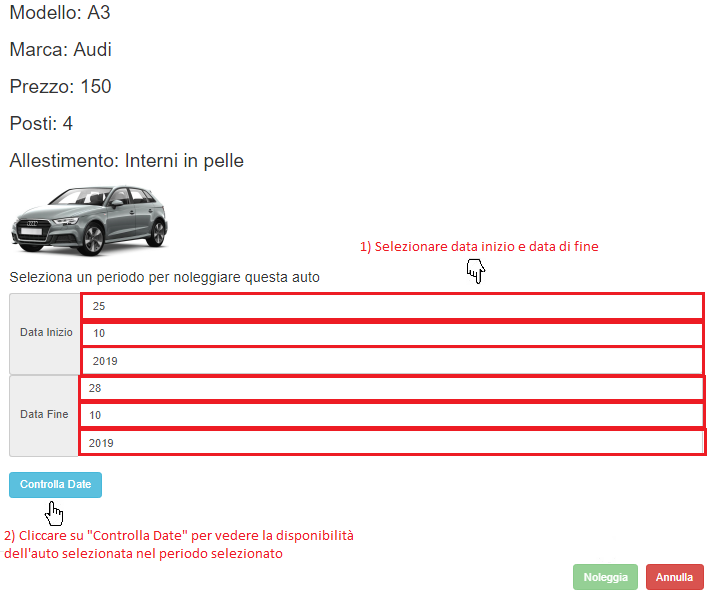 Modello: A3
Marca: Audi
Prezzo: 150
Posti: 4
Allestimento: Interni in pelle
1) Selezionare data inizio e data di fine
Seleziona un periodo per noleggiare questa auto
Data Inizio
25
10
2019
Data Fine
28
10
2019
Controlla Date
2) Cliccare su "Controlla Date" per vedere la disponibilità
dell'auto selezionata nel periodo selezionato
Noleggia
Annulla